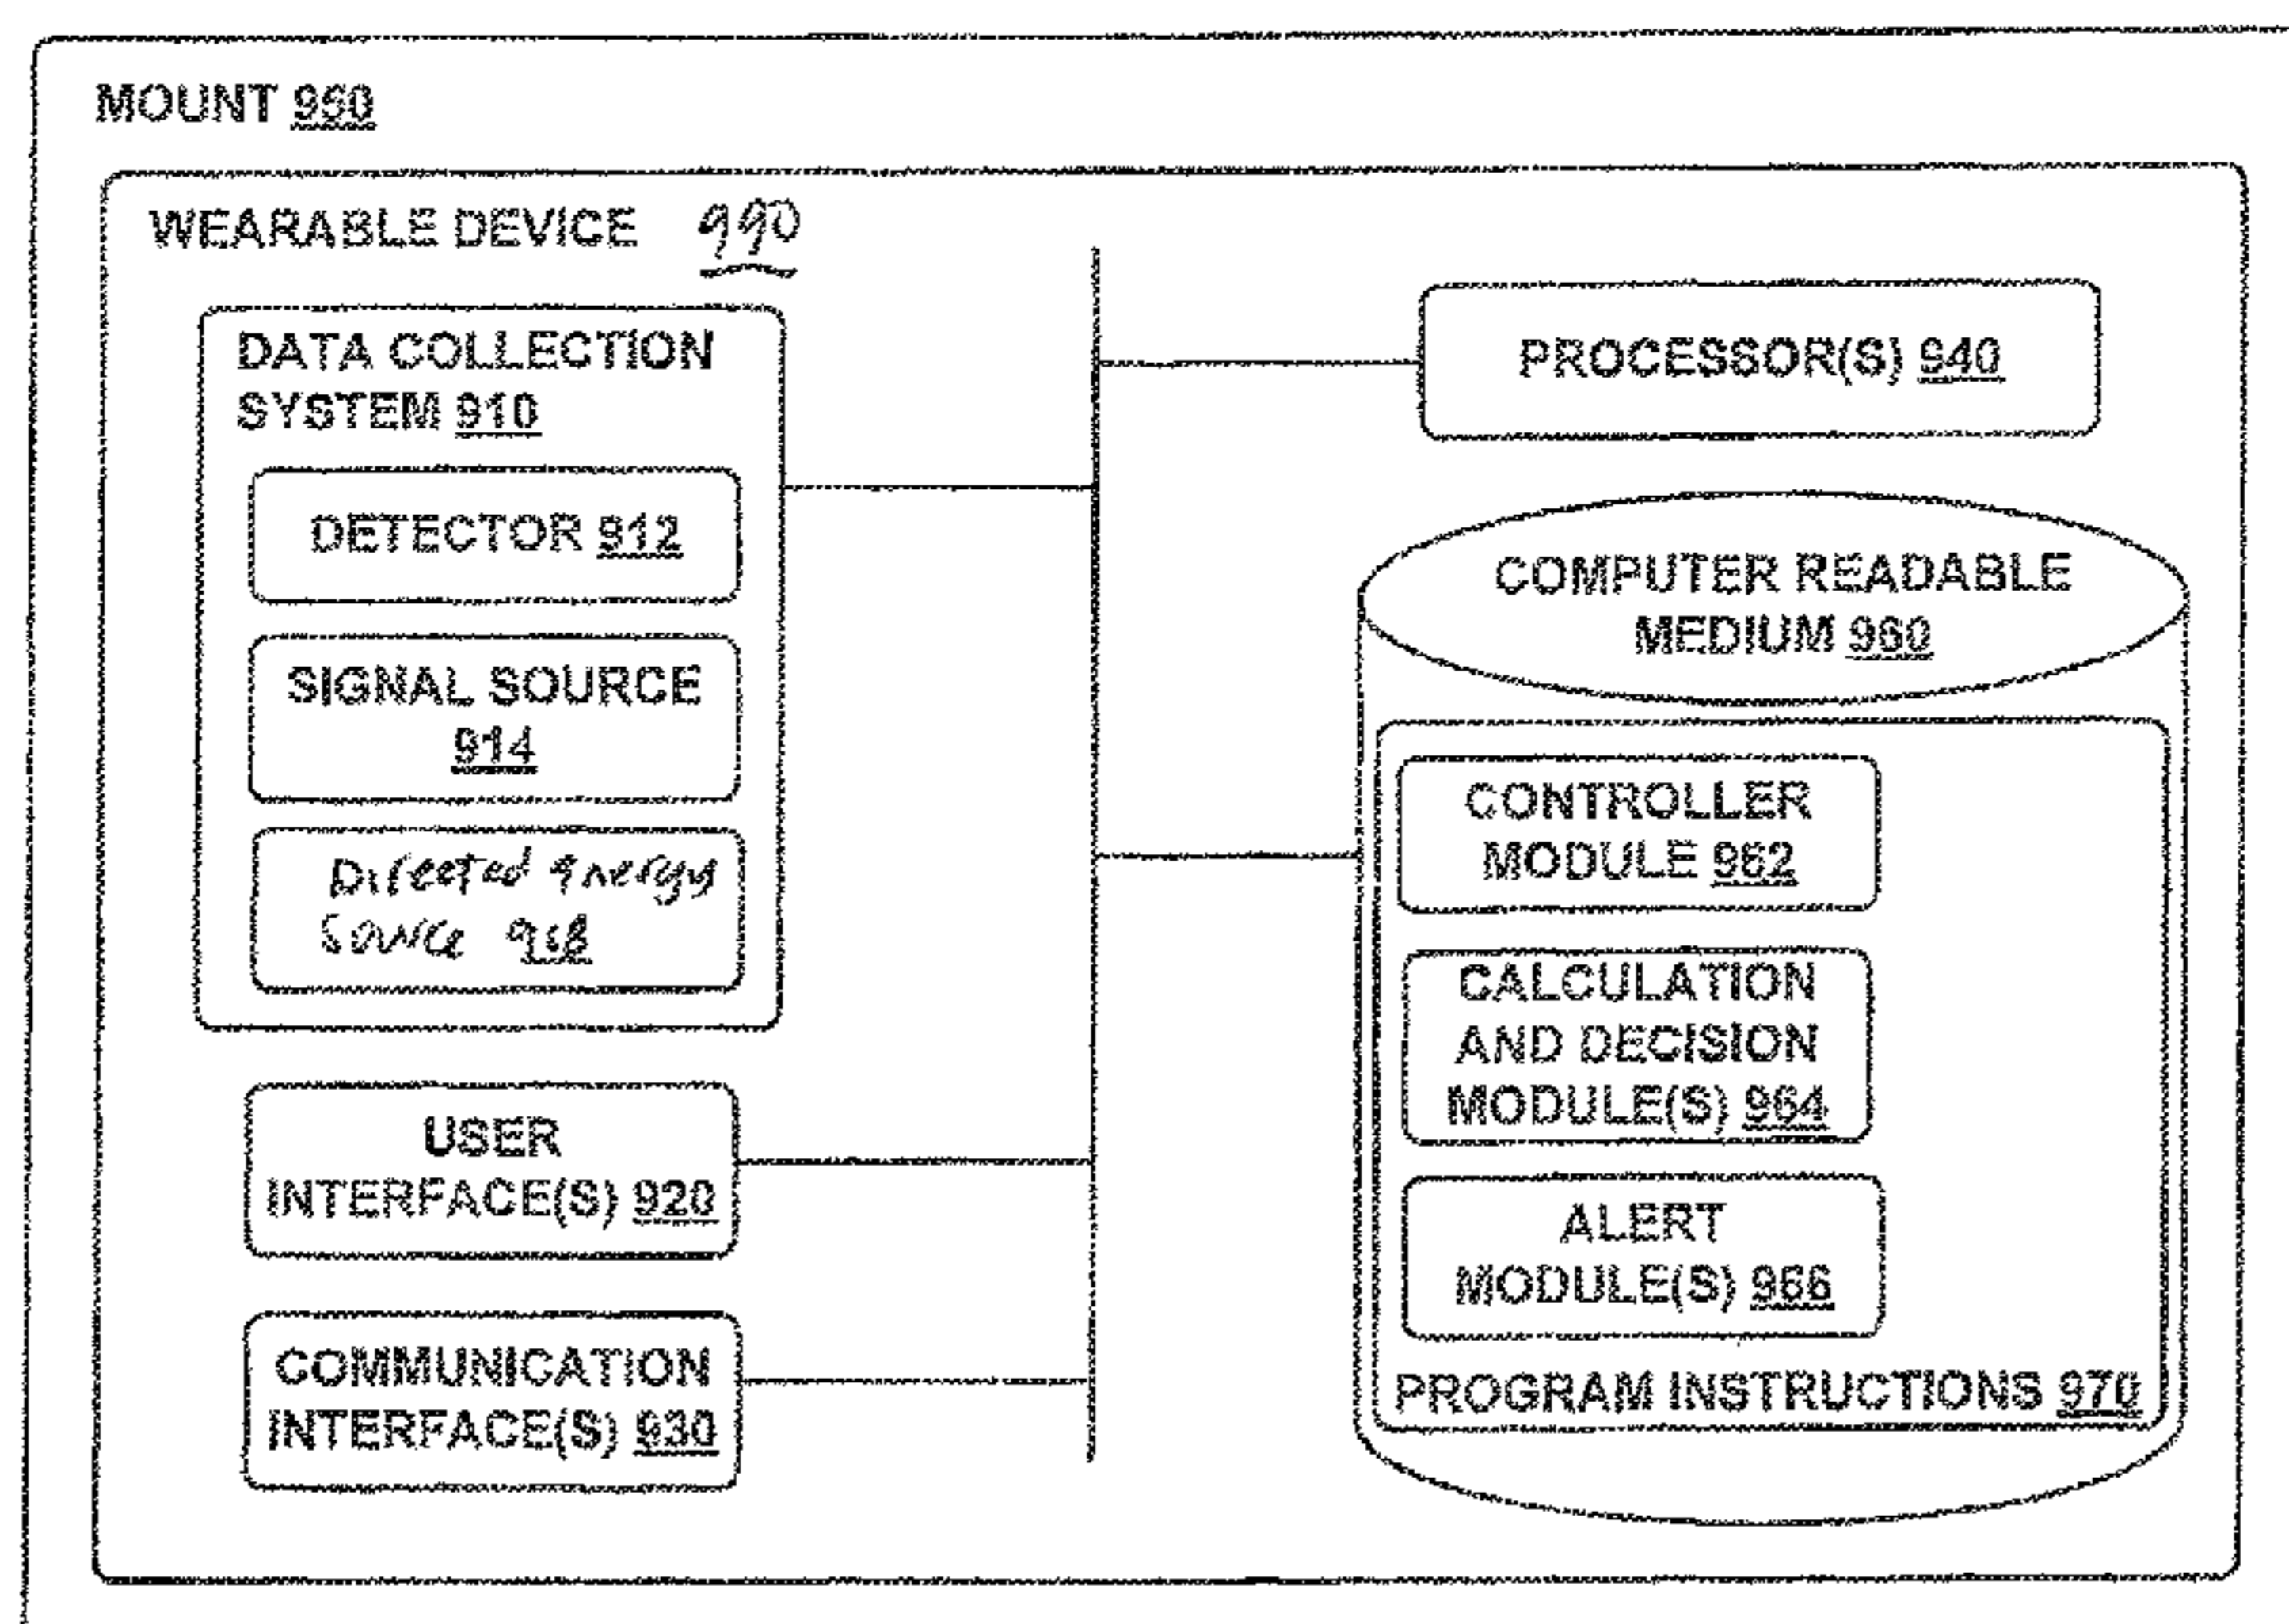 MOUNT 950
WEARABLE DEVICE 990
DATA COLLECTION
SYSTEM 910
DETECTOR 912
SIGNAL SOURCE
914
Directed energy
Source
USER
INTERFACE(S) 920
COMMUNICATION
INTERFACE(S) 930
PROCESSOR(S) 940
COMPUTER READABLE
MEDIUM 960
CONTROLLER
MODULE 962
CALCULATION
AND DECISION
MODULE(S) 964
ALERT
MODULE(S) 966
PROGRAM INSTRUCTIONS 970